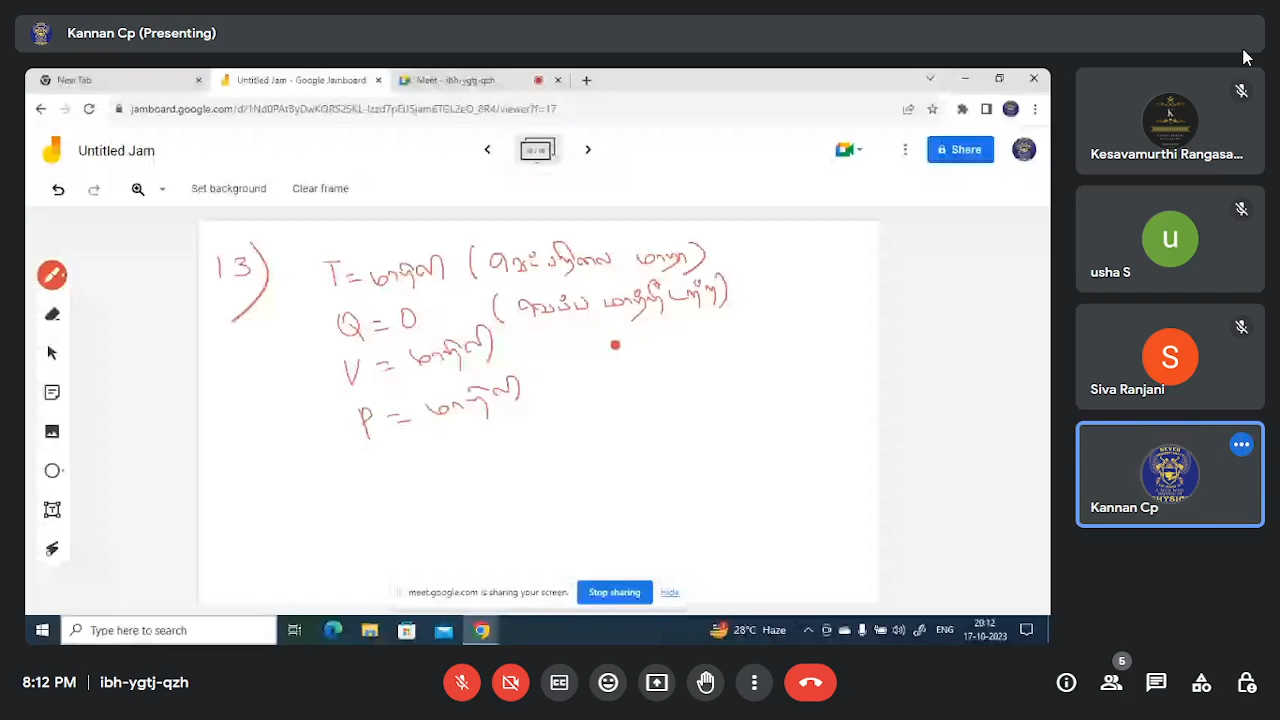 Kannan Cp (Presenting)
New Tab
Untitled Jam - Google Jamboard
Meet - ibh-ygtj-qzh
Untitled Jam
Share
Set background
Clear frame
13)
T = மாறிலி (வெப்பநிலை மாறா)
Q = 0 (வெப்ப மாற்றீடற்ற)
V = மாறிலி
P = மாறிலி
meet.google.com is sharing your screen.
Stop sharing
hide
Type here to search
28°C Haze
ENG
20:12
17-10-2023
Kesavamurthi Rangasa...
u
usha S
S
Siva Ranjani
Kannan Cp
8:12 PM | ibh-ygtj-qzh
5